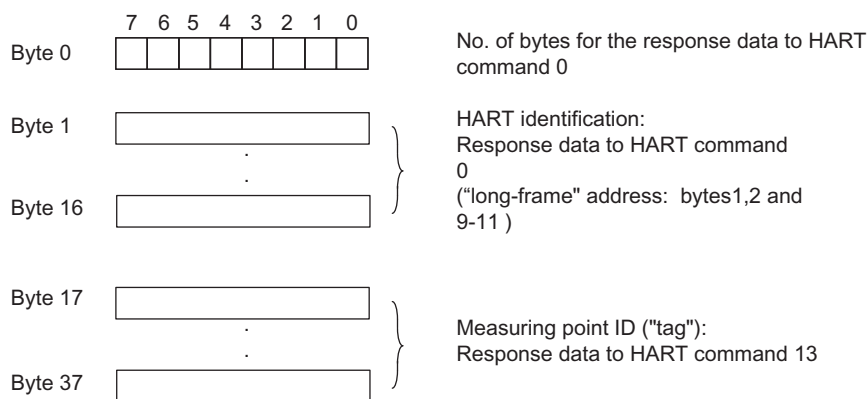 7 6 5 4 3 2 1 0
Byte 0
No. of bytes for the response data to HART
command 0
Byte 1
HART identification:
Response data to HART command
0
(“long-frame" address: bytes1,2 and
9-11 )
Byte 16
Byte 17
Measuring point ID ("tag"):
Response data to HART command 13
Byte 37